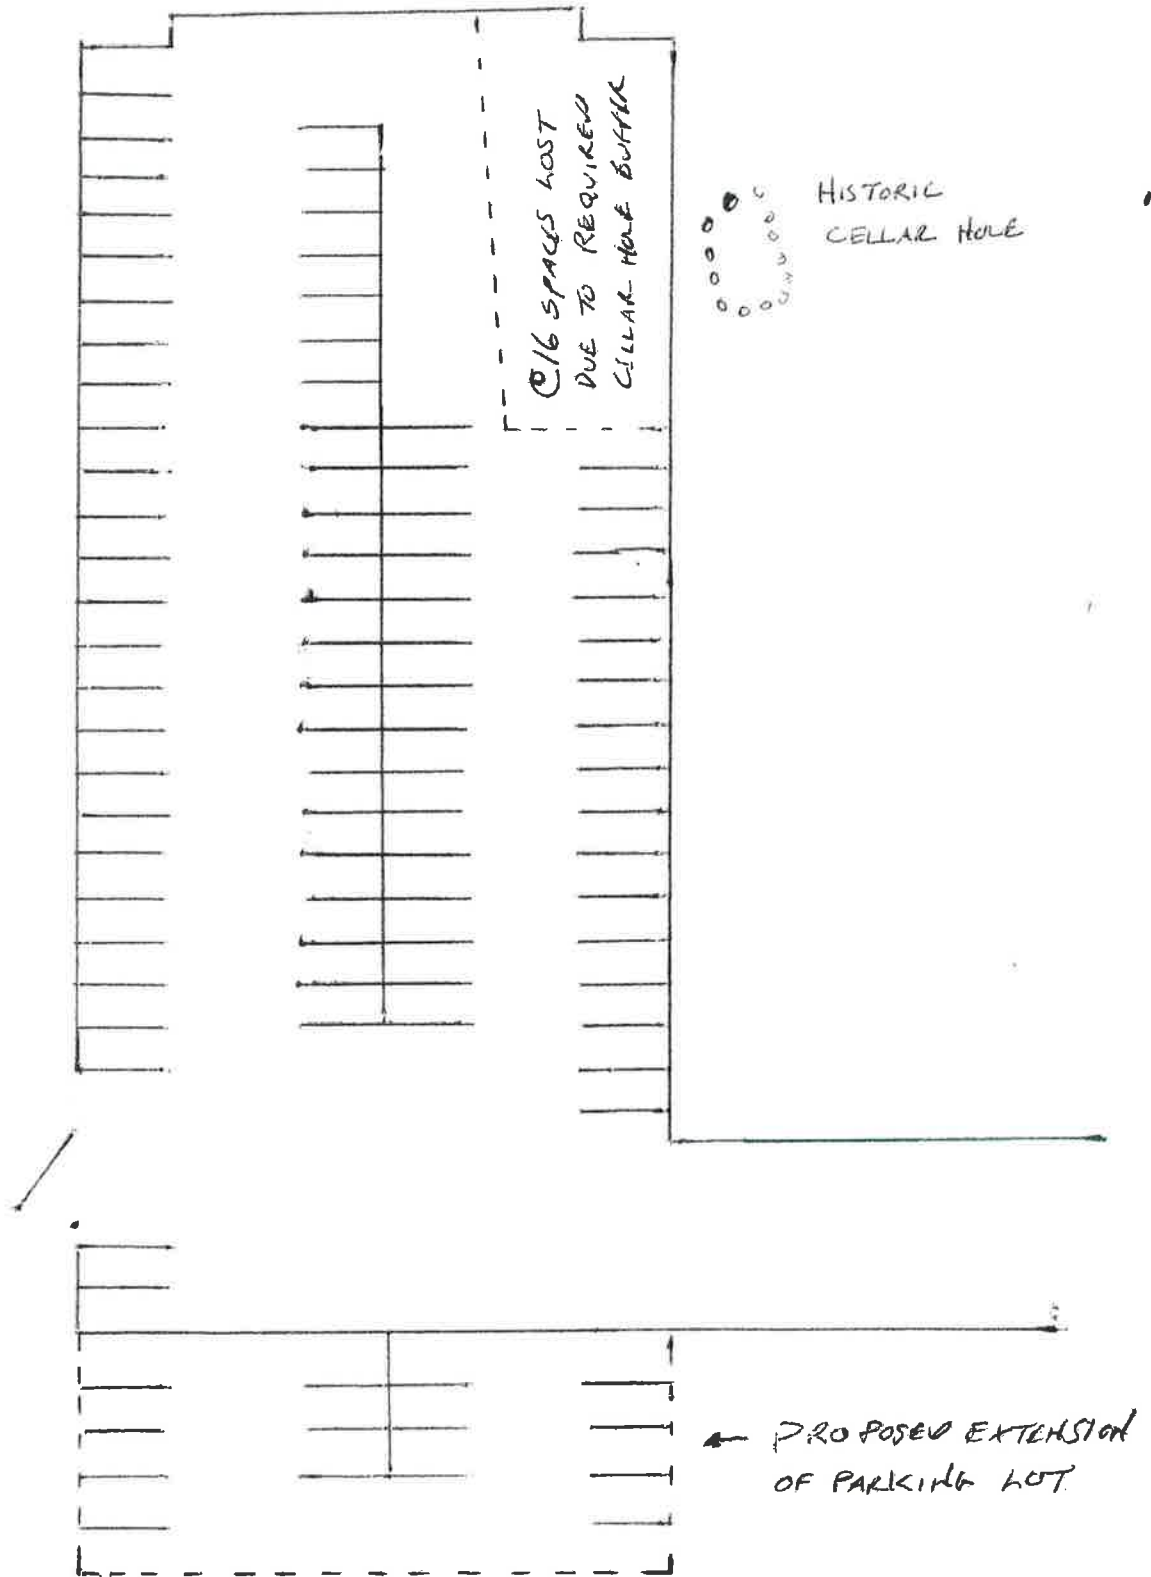 @16 SPACES LOST
DUE TO REQUIRED
CELLAR HOLE BUFFER
HISTORIC
CELLAR HOLE
← PROPOSED EXTENSION
OF PARKING LOT